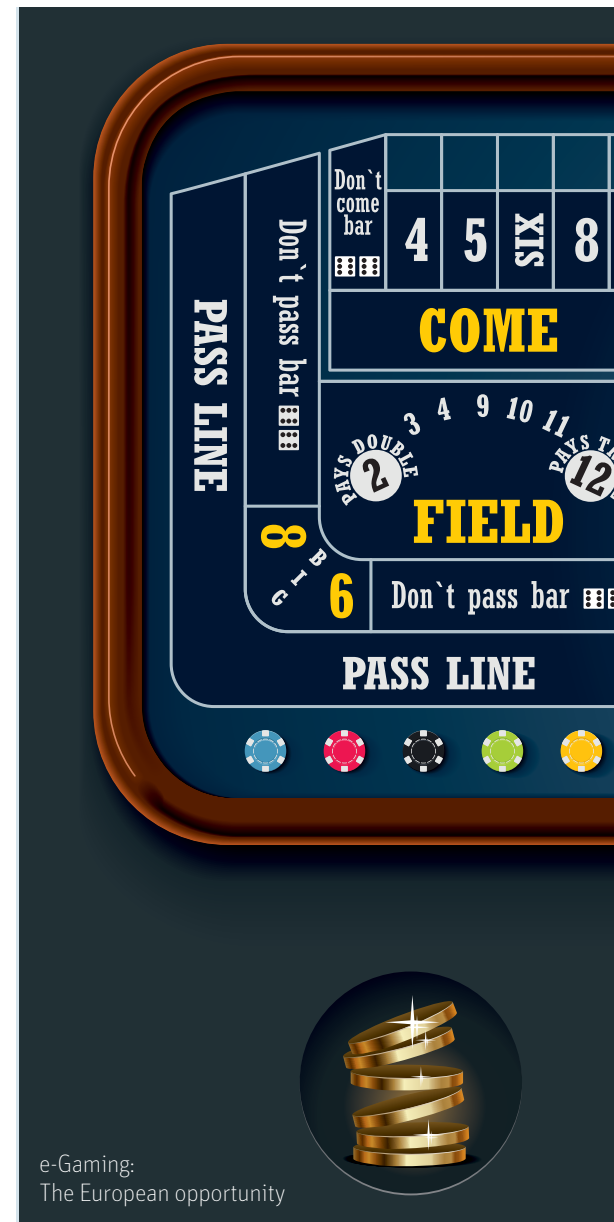 Don`t
come
bar
4 5 SIX 8
COME
PASS LINE
Don`t pass bar
3 4 9 10 11
PAYS DOUBLE
2
PAYS
12
FIELD
8
BIG
6
Don`t pass bar
PASS LINE
e-Gaming:
The European opportunity